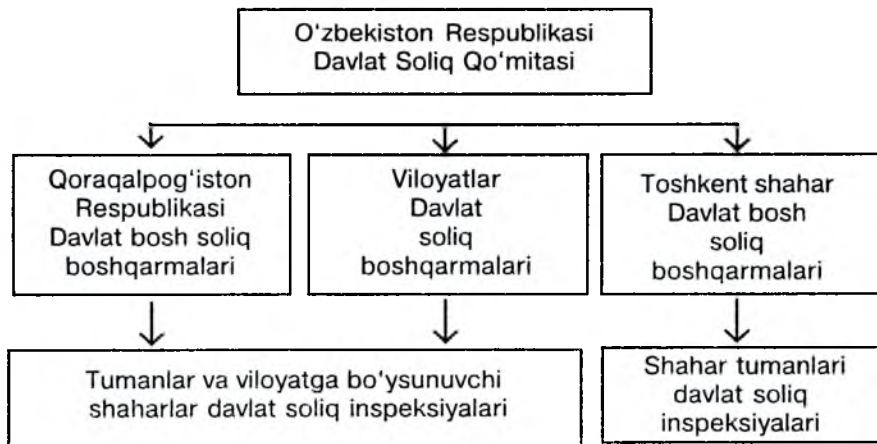 O‘zbekiston Respublikasi
Davlat Soliq Qo‘mitasi
Qoraqalpog‘iston
Respublikasi
Davlat bosh soliq
boshqarmalari
Viloyatlar
Davlat
soliq
boshqarmalari
Toshkent shahar
Davlat bosh
soliq
boshqarmalari
Tumanlar va viloyatga bo‘ysunuvchi
shaharlar davlat soliq inspeksiyalari
Shahar tumanlari
davlat soliq
inspeksiyalari